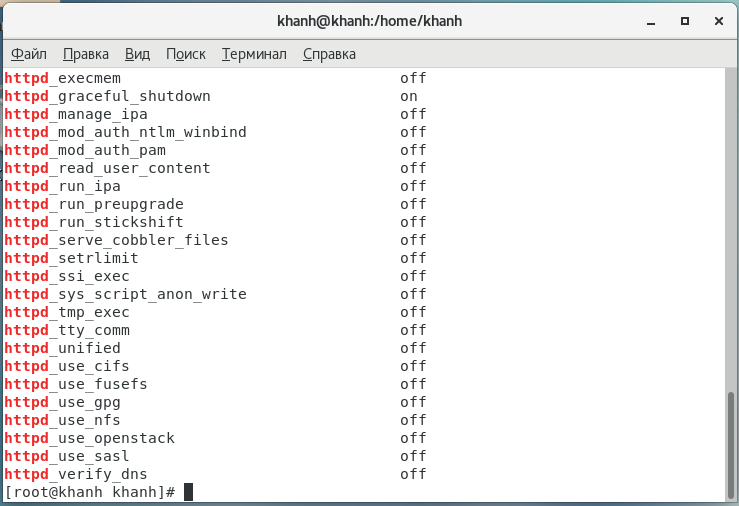 khanh@khanh:/home/khanh
Файл Правка Вид Поиск Терминал Справка
httpd_execmem off
httpd_graceful_shutdown on
httpd_manage_ipa off
httpd_mod_auth_ntlm_winbind off
httpd_mod_auth_pam off
httpd_read_user_content off
httpd_run_ipa off
httpd_run_preupgrade off
httpd_run_stickshift off
httpd_serve_cobbler_files off
httpd_setrlimit off
httpd_ssi_exec off
httpd_sys_script_anon_write off
httpd_tmp_exec off
httpd_tty_comm off
httpd_unified off
httpd_use_cifs off
httpd_use_fusefs off
httpd_use_gpg off
httpd_use_nfs off
httpd_use_openstack off
httpd_use_sasl off
httpd_verify_dns off
[root@khanh khanh]#